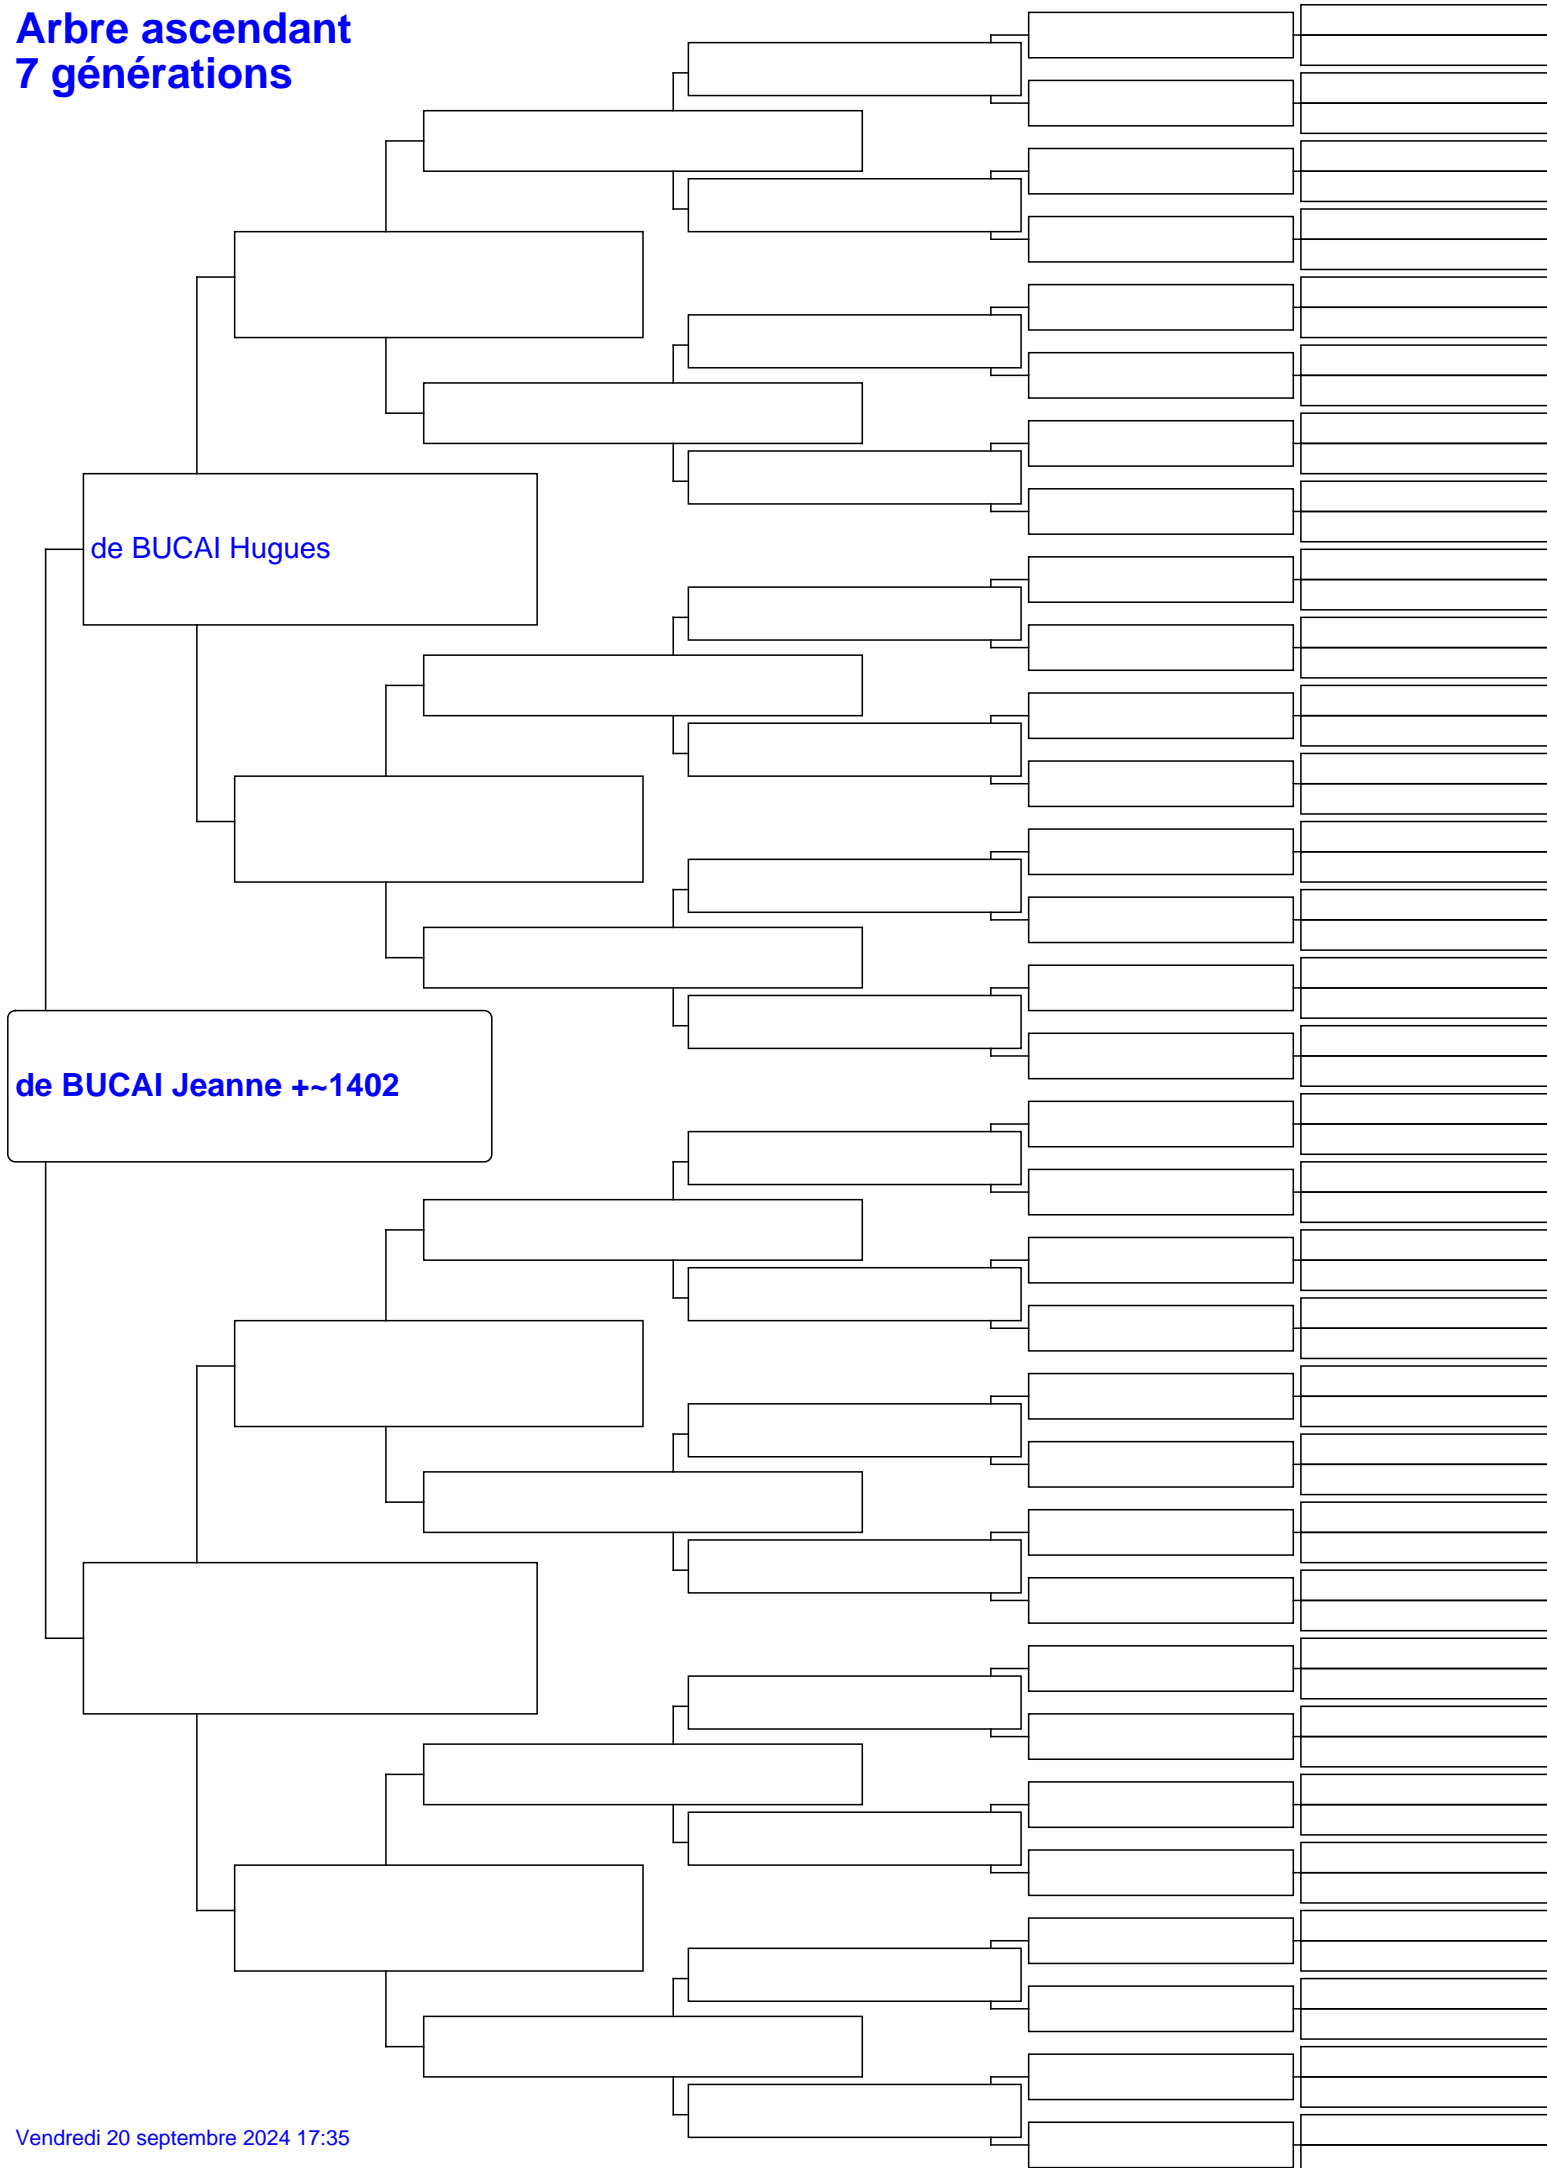 Arbre ascendant
7 générations
de BUCAI Hugues
de BUCAI Jeanne +~1402
Vendredi 20 septembre 2024 17:35